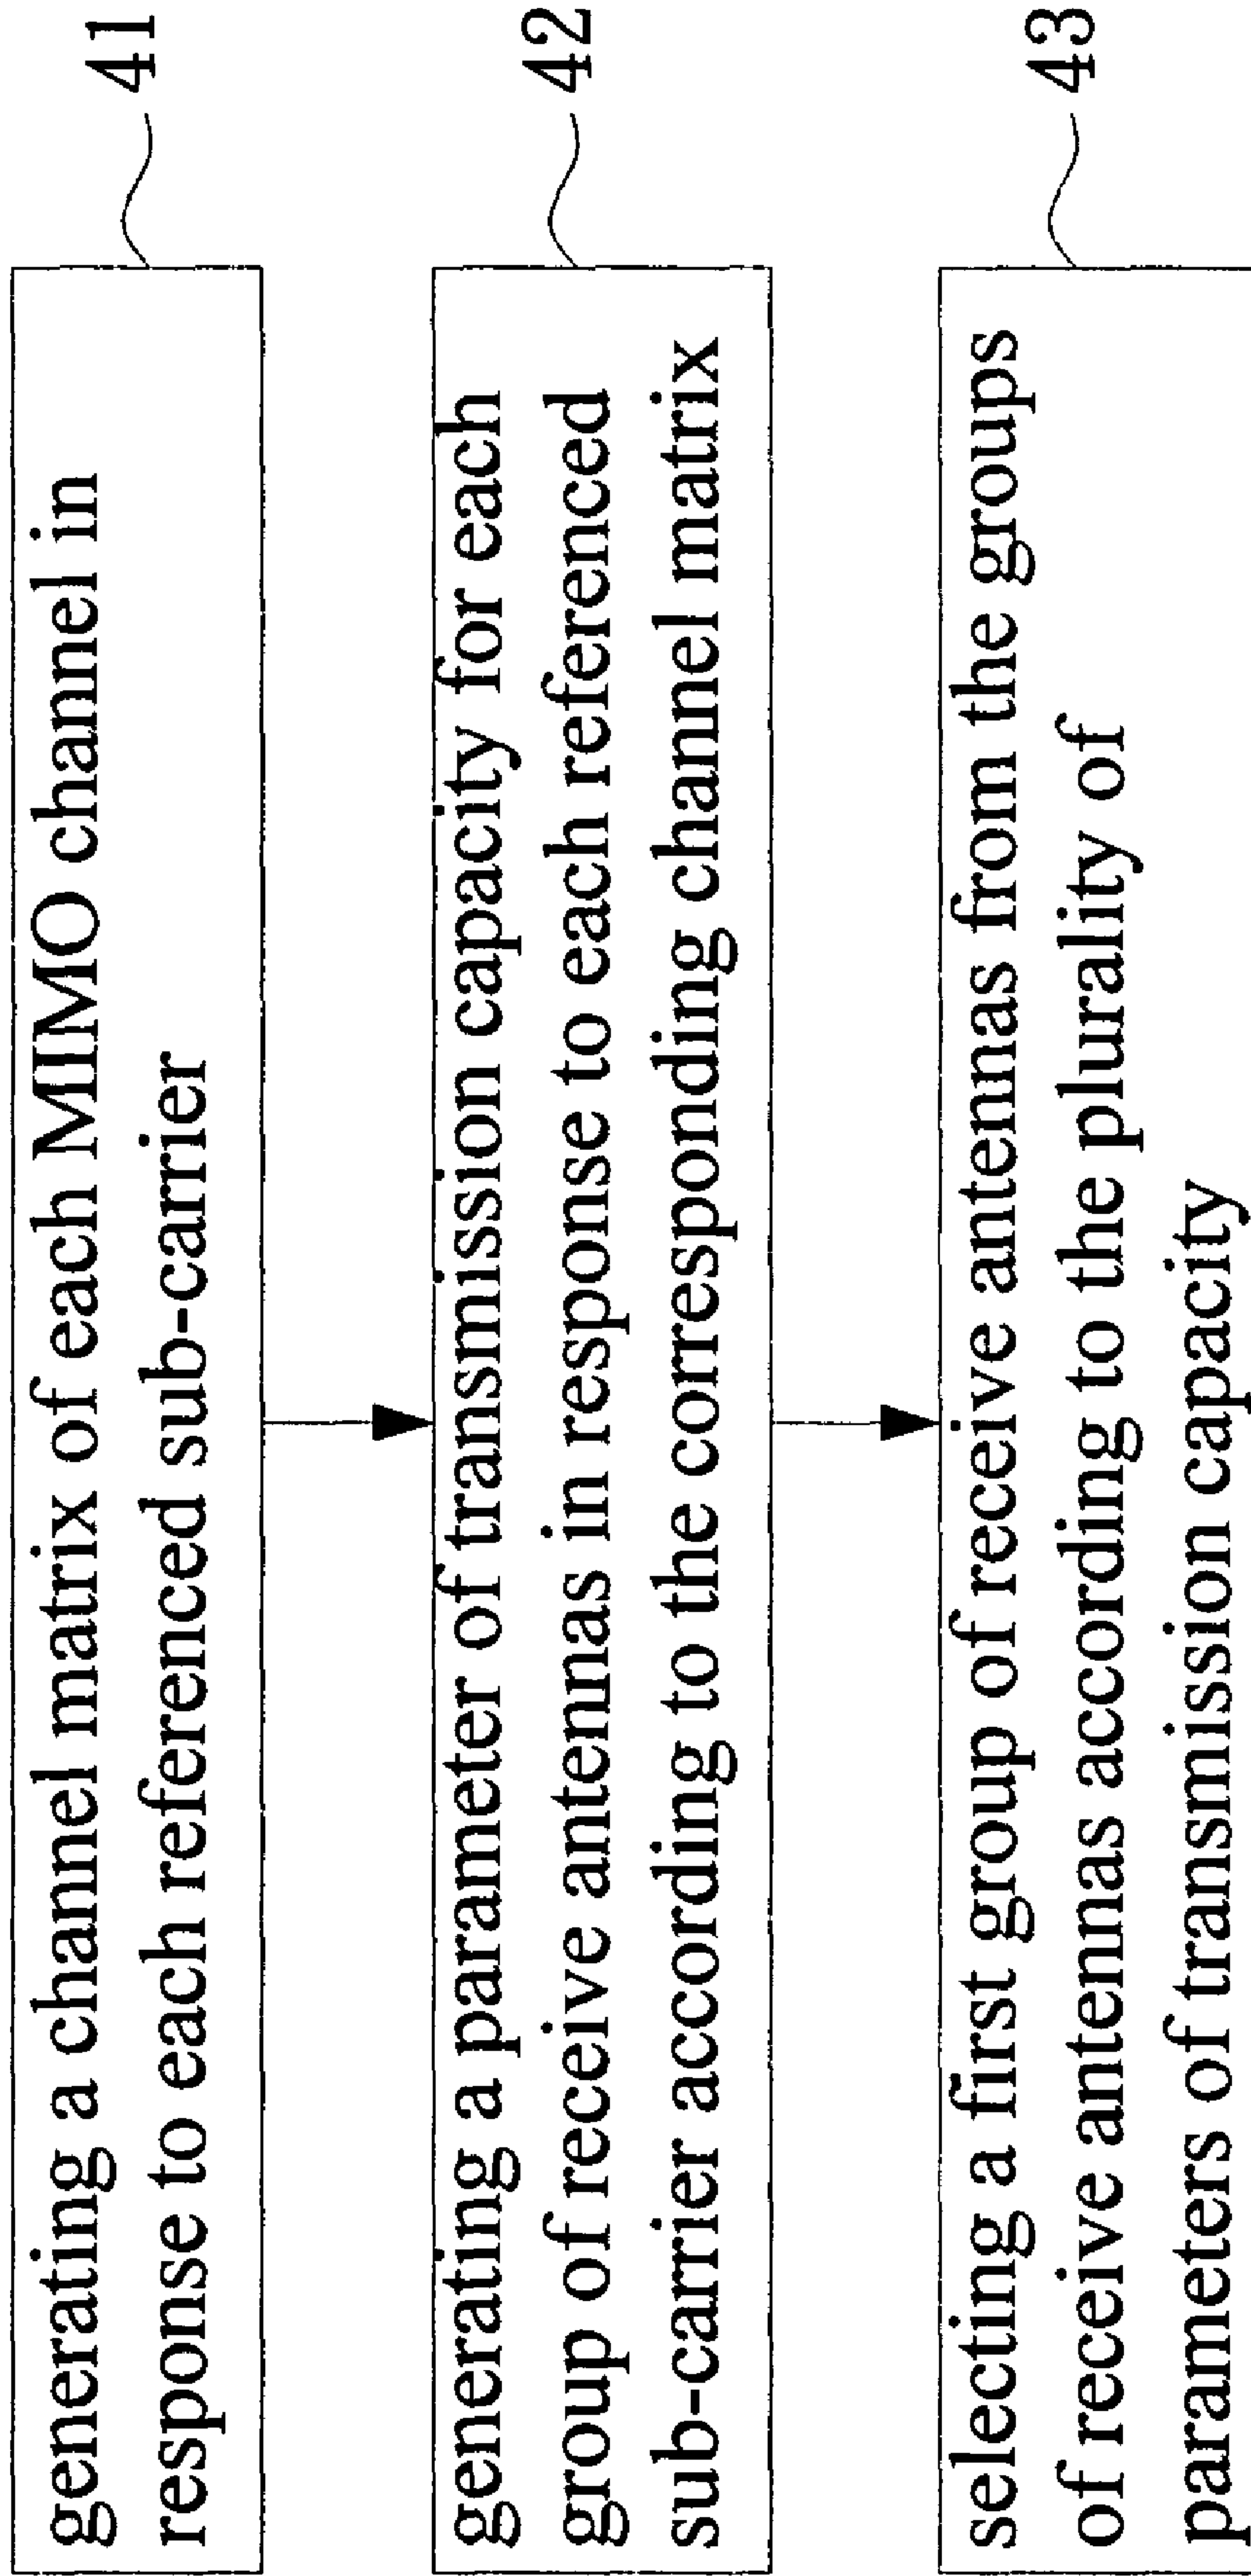 generating a channel matrix of each MIMO channel in
response to each referenced sub-carrier
41
generating a parameter of transmission capacity for each
group of receive antennas in response to each referenced
sub-carrier according to the corresponding channel matrix
42
selecting a first group of receive antennas from the groups
of receive antennas according to the plurality of
parameters of transmission capacity
43